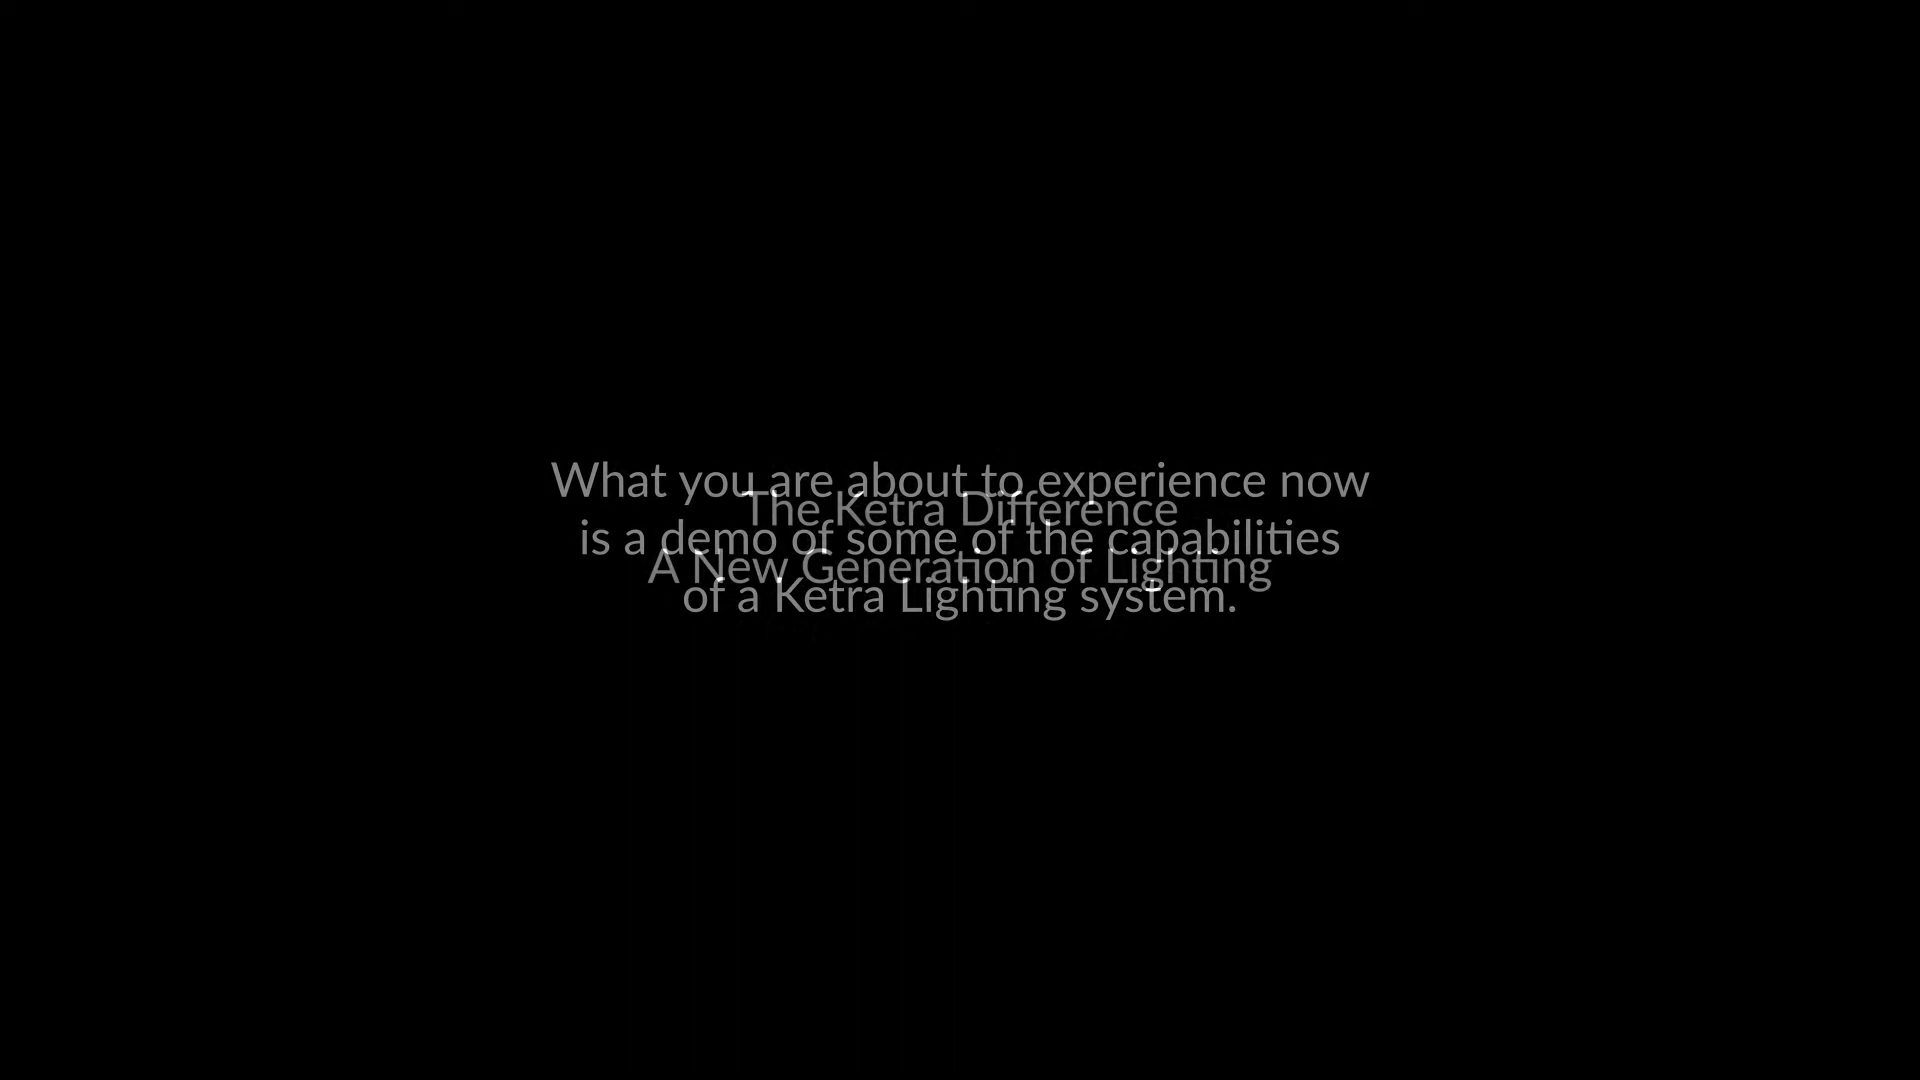 What you are about to experience now
The Ketra Difference
is a demo of some of the capabilities
A New Generation of Lighting
of a Ketra Lighting system.